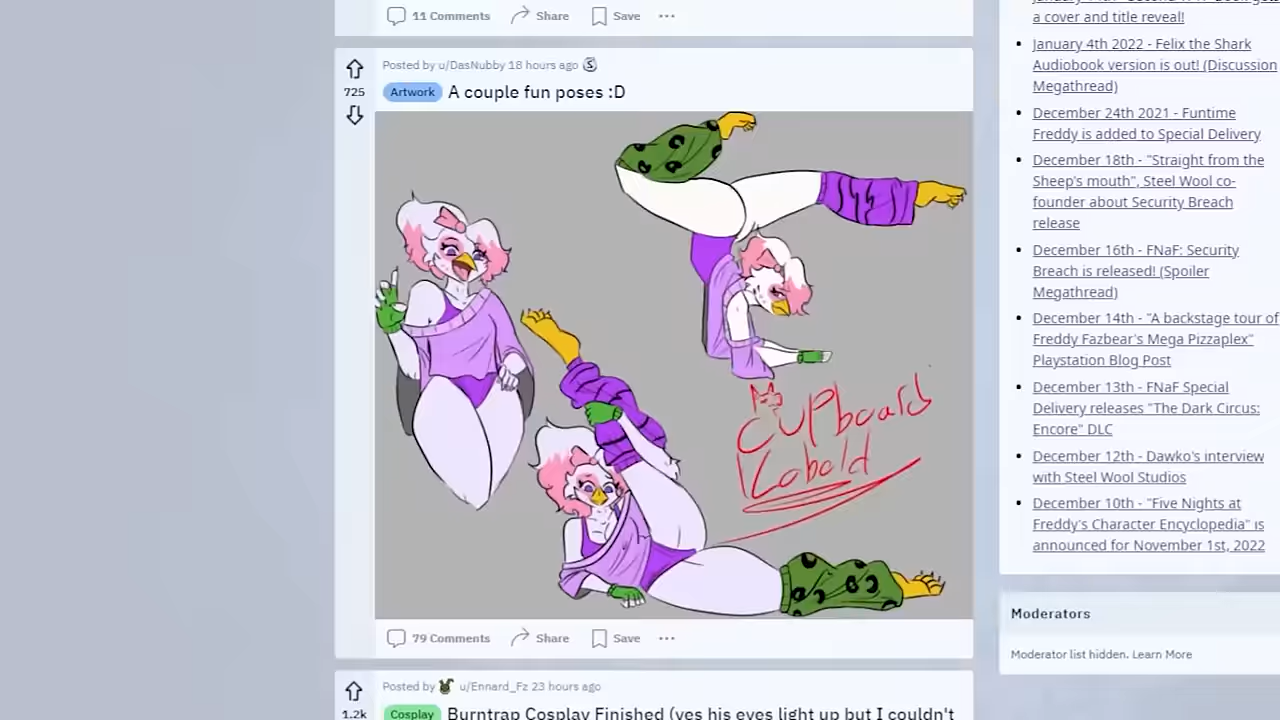 11 Comments Share Save
Posted by u/DasNubby 18 hours ago
725
Artwork A couple fun poses :D
Cupboard
Kobold
79 Comments Share Save
Posted by u/Ennard_Fz 23 hours ago
1.2k
Cosplay Burntrap Cosplay Finished (yes his eyes light up but I couldn't
a cover and title reveal!
January 4th 2022 - Felix the Shark
Audiobook version is out! (Discussion
Megathread)
December 24th 2021 - Funtime
Freddy is added to Special Delivery
December 18th - "Straight from the
Sheep's mouth", Steel Wool co-
founder about Security Breach
release
December 16th - FNaF: Security
Breach is released! (Spoiler
Megathread)
December 14th - "A backstage tour of
Freddy Fazbear's Mega Pizzaplex"
Playstation Blog Post
December 13th - FNaF Special
Delivery releases "The Dark Circus:
Encore" DLC
December 12th - Dawko's interview
with Steel Wool Studios
December 10th - "Five Nights at
Freddy's Character Encyclopedia" is
announced for November 1st, 2022
Moderators
Moderator list hidden. Learn More